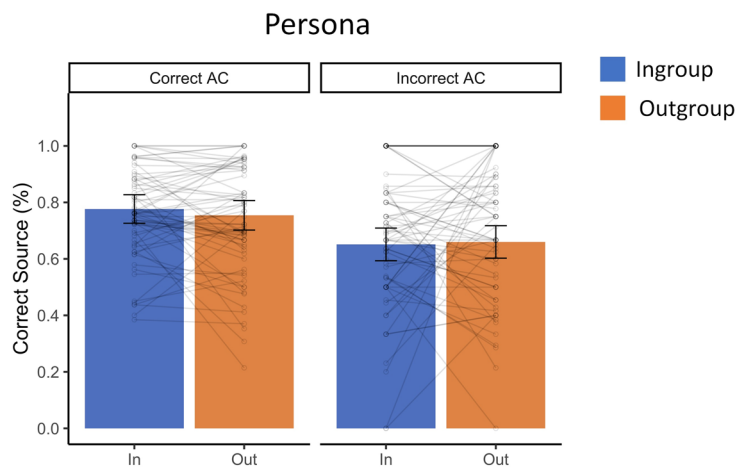 Persona
Correct AC
Incorrect AC
Ingroup
Outgroup
Correct Source (%)
1.0
0.8
0.6
0.4
0.2
0.0
In
Out
In
Out